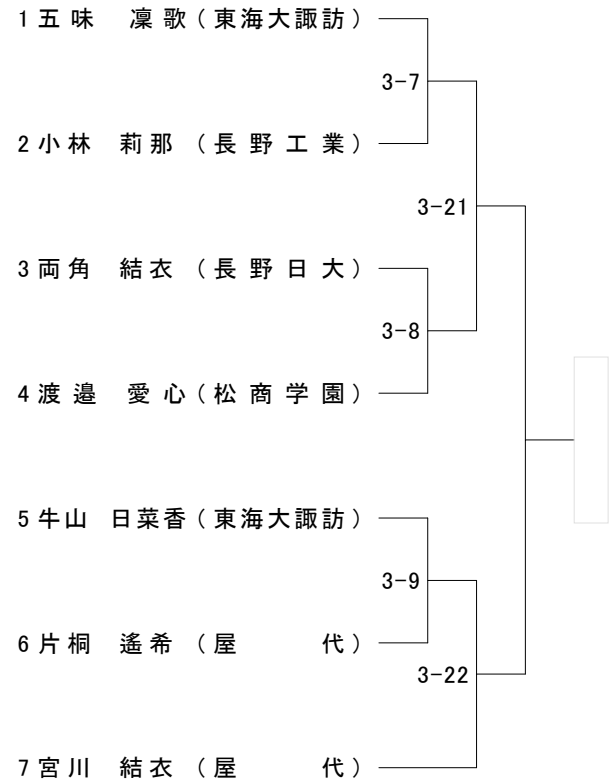 1 五味 凜歌（東海大諏訪）
3-7
2 小林 莉那（長野工業）
3-21
3 両角 結衣（長野日大）
3-8
4 渡邉 愛心（松商学園）
5 牛山 日菜香（東海大諏訪）
3-9
6 片桐 遙希（屋代）
3-22
7 宮川 結衣（屋代）